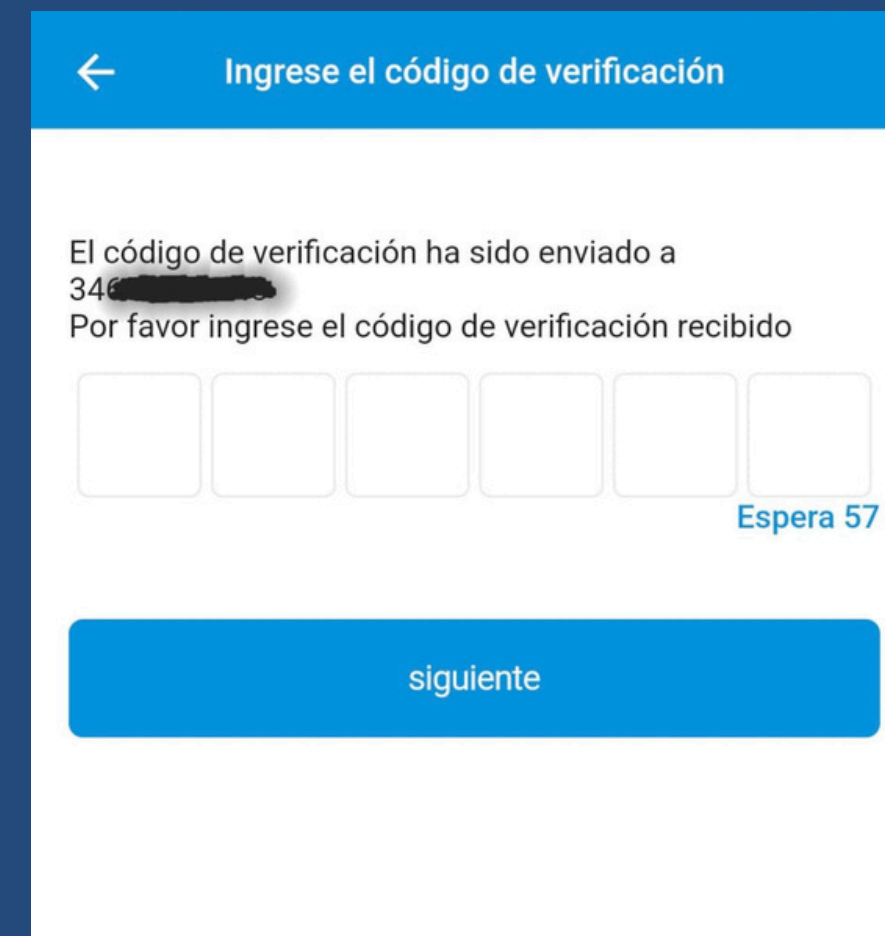 Ingrese el código de verificación
El código de verificación ha sido enviado a
346
Por favor ingrese el código de verificación recibido
Espera 57
siguiente